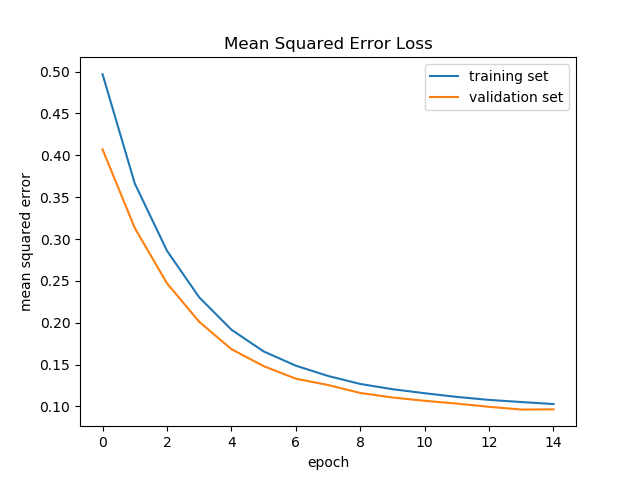 Mean Squared Error Loss
training set
validation set
mean squared error
0.50
0.45
0.40
0.35
0.30
0.25
0.20
0.15
0.10
0 2 4 6 8 10 12 14
epoch